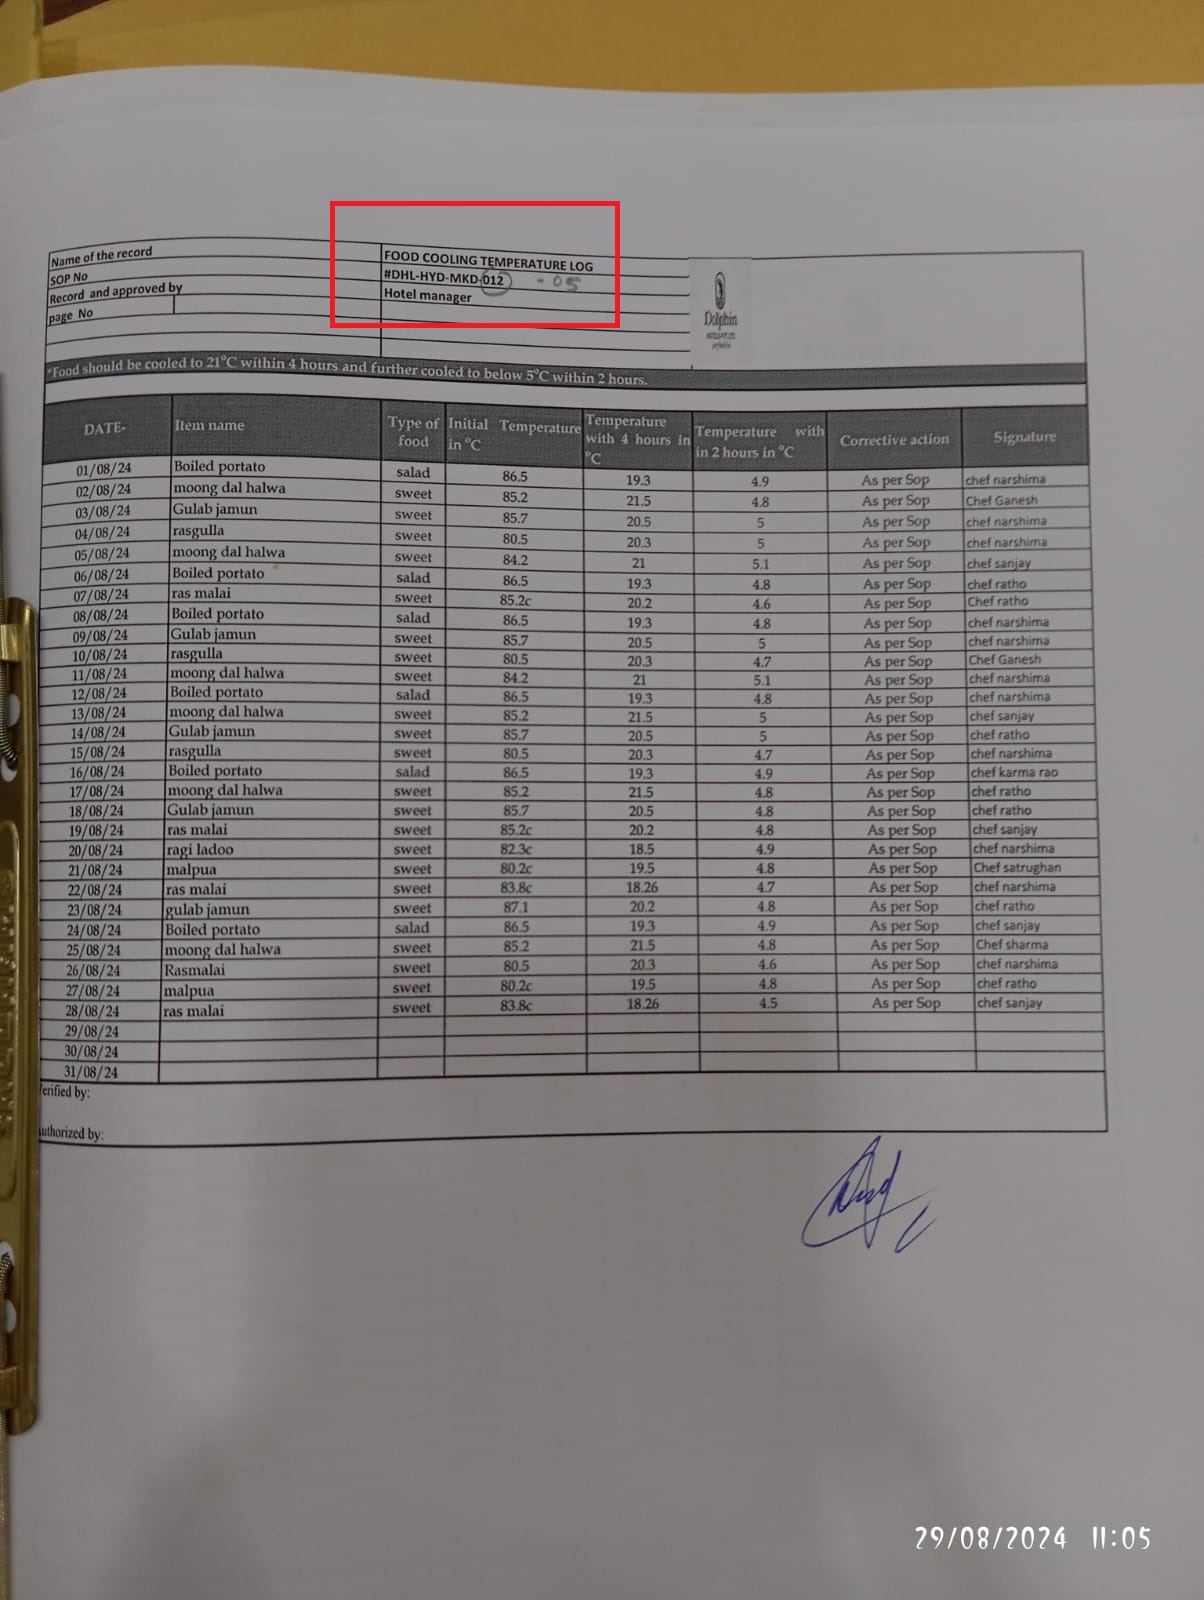 Name of the record FOOD COOLING TEMPERATURE LOG
SOP No #DHL-HYD-MKD-012 - 05
Record and approved by Hotel manager
page No
Dolphin
*Food should be cooled to 21°C within 4 hours and further cooled to below 5°C within 2 hours.
DATE- Item name Type of food Initial Temperature in °C Temperature with 4 hours in °C Temperature with in 2 hours in °C Corrective action Signature
01/08/24 Boiled portato salad 86.5 19.3 4.9 As per Sop chef narshima
02/08/24 moong dal halwa sweet 85.2 21.5 4.8 As per Sop Chef Ganesh
03/08/24 Gulab jamun sweet 85.7 20.5 5 As per Sop chef narshima
04/08/24 rasgulla sweet 80.5 20.3 5 As per Sop chef narshima
05/08/24 moong dal halwa sweet 84.2 21 5.1 As per Sop chef sanjay
06/08/24 Boiled portato salad 86.5 19.3 4.8 As per Sop chef ratho
07/08/24 ras malai sweet 85.2c 20.2 4.6 As per Sop Chef ratho
08/08/24 Boiled portato salad 86.5 19.3 4.8 As per Sop chef narshima
09/08/24 Gulab jamun sweet 85.7 20.5 5 As per Sop chef narshima
10/08/24 rasgulla sweet 80.5 20.3 4.7 As per Sop Chef Ganesh
11/08/24 moong dal halwa sweet 84.2 21 5.1 As per Sop chef narshima
12/08/24 Boiled portato salad 86.5 19.3 4.8 As per Sop chef narshima
13/08/24 moong dal halwa sweet 85.2 21.5 5 As per Sop chef sanjay
14/08/24 Gulab jamun sweet 85.7 20.5 5 As per Sop chef ratho
15/08/24 rasgulla sweet 80.5 20.3 4.7 As per Sop chef narshima
16/08/24 Boiled portato salad 86.5 19.3 4.9 As per Sop chef karma rao
17/08/24 moong dal halwa sweet 85.2 21.5 4.8 As per Sop chef ratho
18/08/24 Gulab jamun sweet 85.7 20.5 4.8 As per Sop chef ratho
19/08/24 ras malai sweet 85.2c 20.2 4.8 As per Sop chef sanjay
20/08/24 ragi ladoo sweet 82.3c 18.5 4.9 As per Sop chef narshima
21/08/24 malpua sweet 80.2c 19.5 4.8 As per Sop Chef satrughan
22/08/24 ras malai sweet 83.8c 18.26 4.7 As per Sop chef narshima
23/08/24 gulab jamun sweet 87.1 20.2 4.8 As per Sop chef ratho
24/08/24 Boiled portato salad 86.5 19.3 4.9 As per Sop chef sanjay
25/08/24 moong dal halwa sweet 85.2 21.5 4.8 As per Sop Chef sharma
26/08/24 Rasmalai sweet 80.5 20.3 4.6 As per Sop chef narshima
27/08/24 malpua sweet 80.2c 19.5 4.8 As per Sop chef ratho
28/08/24 ras malai sweet 83.8c 18.26 4.5 As per Sop chef sanjay
29/08/24
30/08/24
31/08/24
erified by:
uthorized by:
29/08/2024 11:05